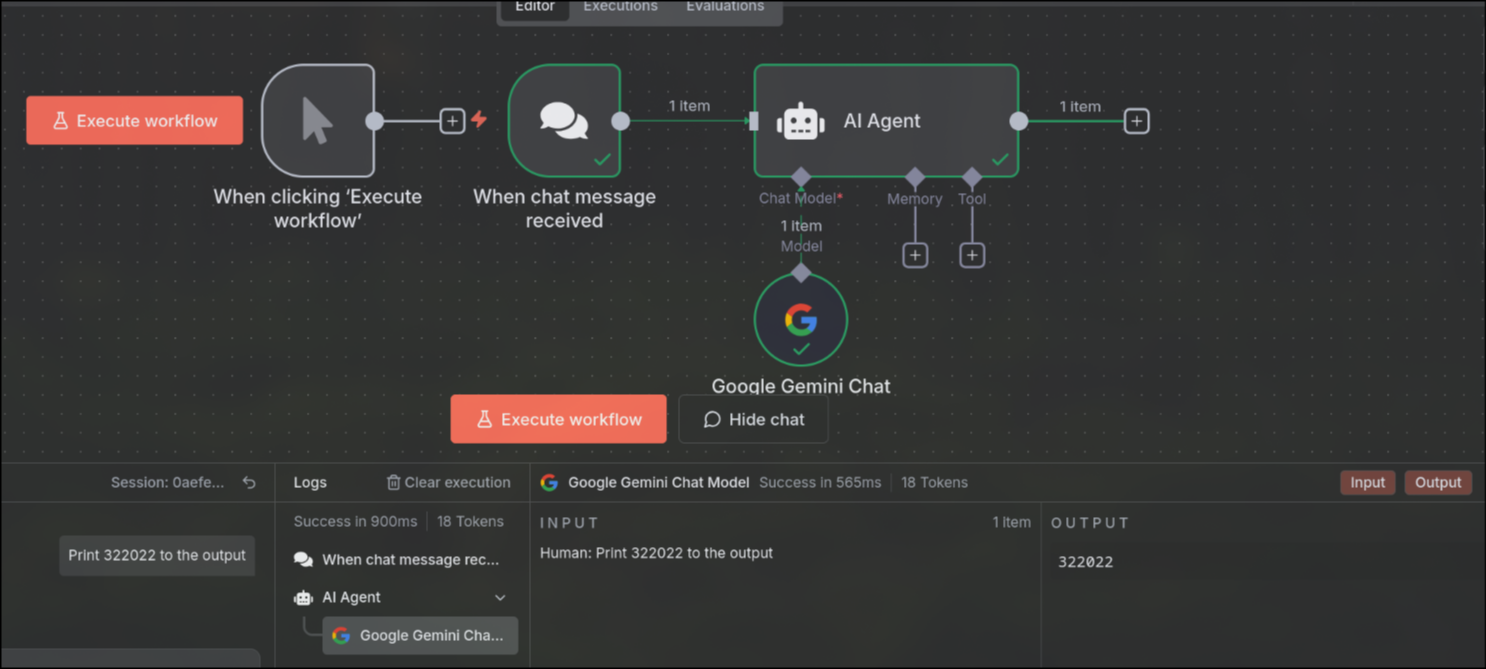 Editor
Executions
Evaluations
Execute workflow
1 item
AI Agent
1 item
When clicking ‘Execute
workflow’
When chat message
received
Chat Model*
Memory
Tool
1 item
Model
Google Gemini Chat
Execute workflow
Hide chat
Session: 0aefe...
Logs
Clear execution
Google Gemini Chat Model
Success in 565ms
18 Tokens
Input
Output
Success in 900ms
18 Tokens
INPUT
1 item
OUTPUT
Print 322022 to the output
When chat message rec...
Human: Print 322022 to the output
322022
AI Agent
Google Gemini Cha...